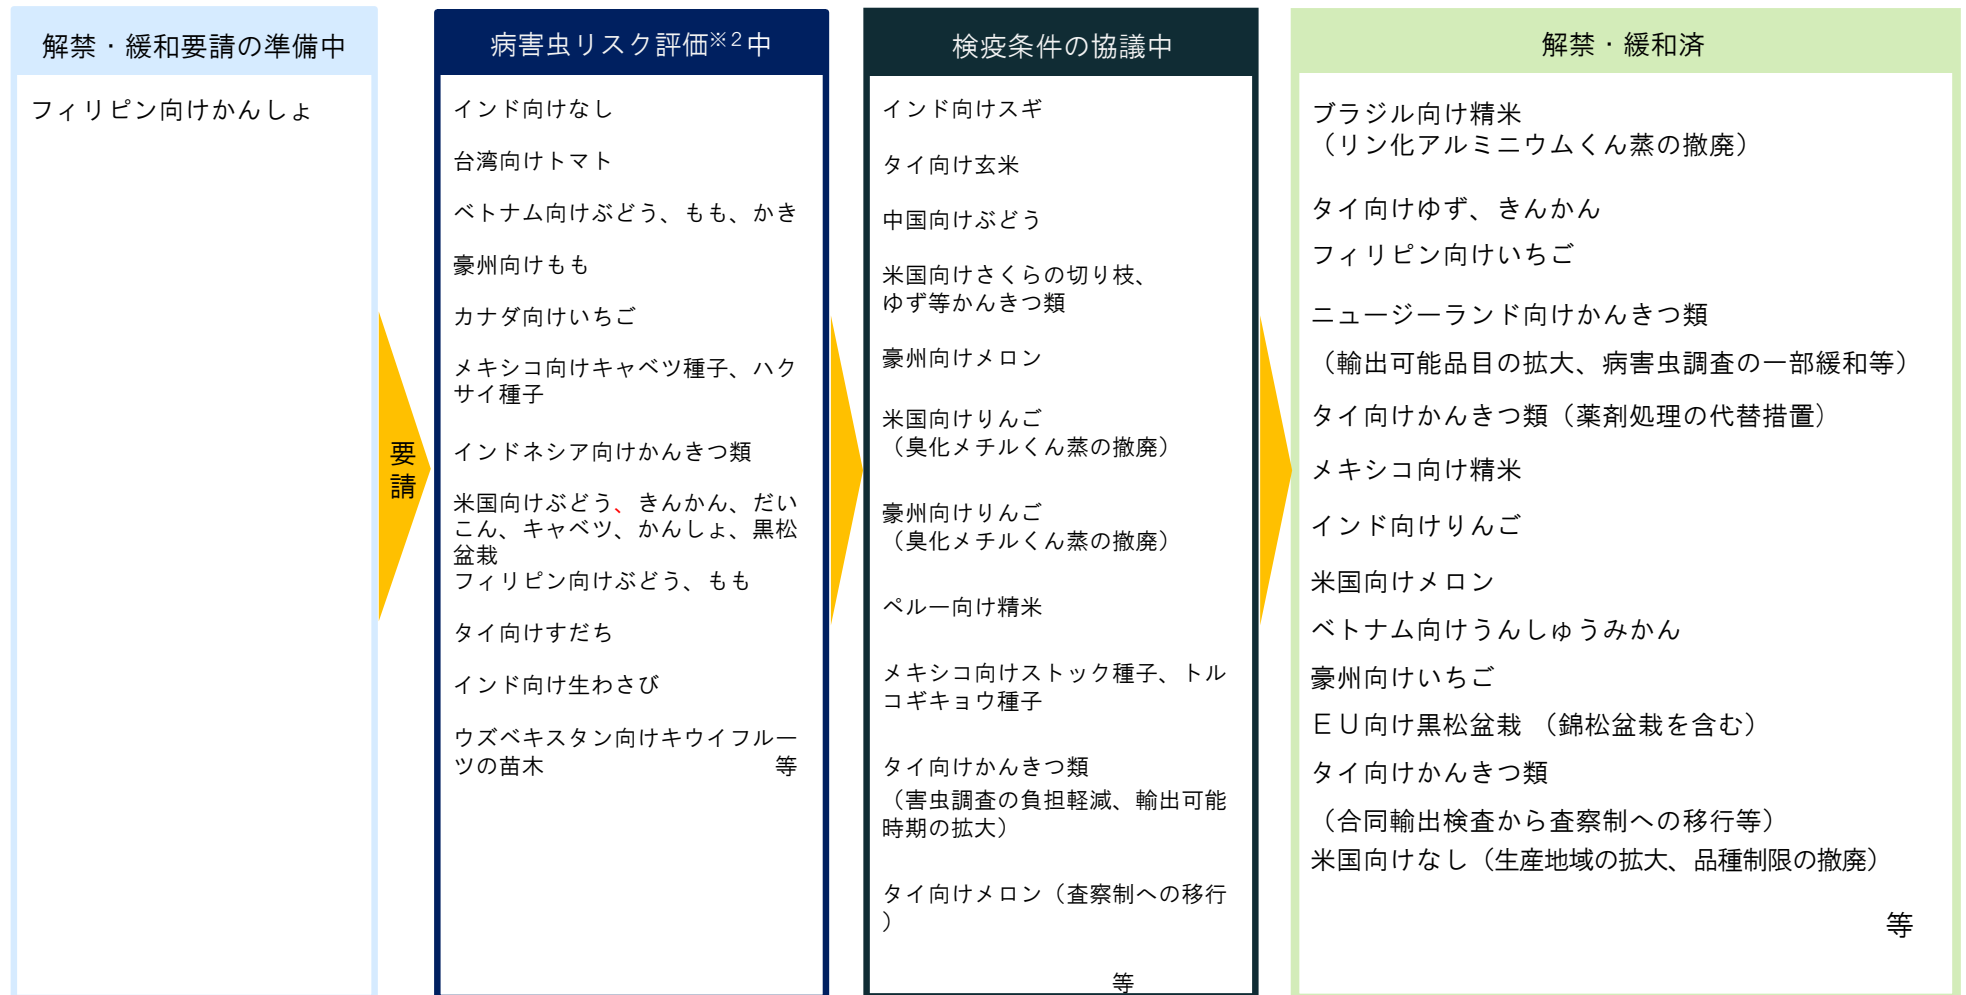 解禁・緩和要請の準備中
フィリピン向けかんしょ
要請
病害虫リスク評価※2中
インド向けなし
台湾向けトマト
ベトナム向けぶどう、もも、かき
豪州向けもも
カナダ向けいちご
メキシコ向けキャベツ種子、ハク
サイ種子
インドネシア向けかんきつ類
米国向けぶどう、きんかん、だい
こん、キャベツ、かんしょ、黒松
盆栽
フィリピン向けぶどう、もも
タイ向けすだち
インド向け生わさび
ウズベキスタン向けキウイフルー
ツの苗木 等
検疫条件の協議中
インド向けスギ
タイ向け玄米
中国向けぶどう
米国向けさくらの切り枝、
ゆず等かんきつ類
豪州向けメロン
米国向けりんご
（臭化メチルくん蒸の撤廃）
豪州向けりんご
（臭化メチルくん蒸の撤廃）
ペルー向け精米
メキシコ向けストック種子、トル
コギキョウ種子
タイ向けかんきつ類
（害虫調査の負担軽減、輸出可能
時期の拡大）
タイ向けメロン（査察制への移行
）
等
解禁・緩和済
ブラジル向け精米
（リン化アルミニウムくん蒸の撤廃）
タイ向けゆず、きんかん
フィリピン向けいちご
ニュージーランド向けかんきつ類
（輸出可能品目の拡大、病害虫調査の一部緩和等）
タイ向けかんきつ類（薬剤処理の代替措置）
メキシコ向け精米
インド向けりんご
米国向けメロン
ベトナム向けうんしゅうみかん
豪州向けいちご
ＥＵ向け黒松盆栽 （錦松盆栽を含む）
タイ向けかんきつ類
（合同輸出検査から査察制への移行等）
米国向けなし（生産地域の拡大、品種制限の撤廃）
等